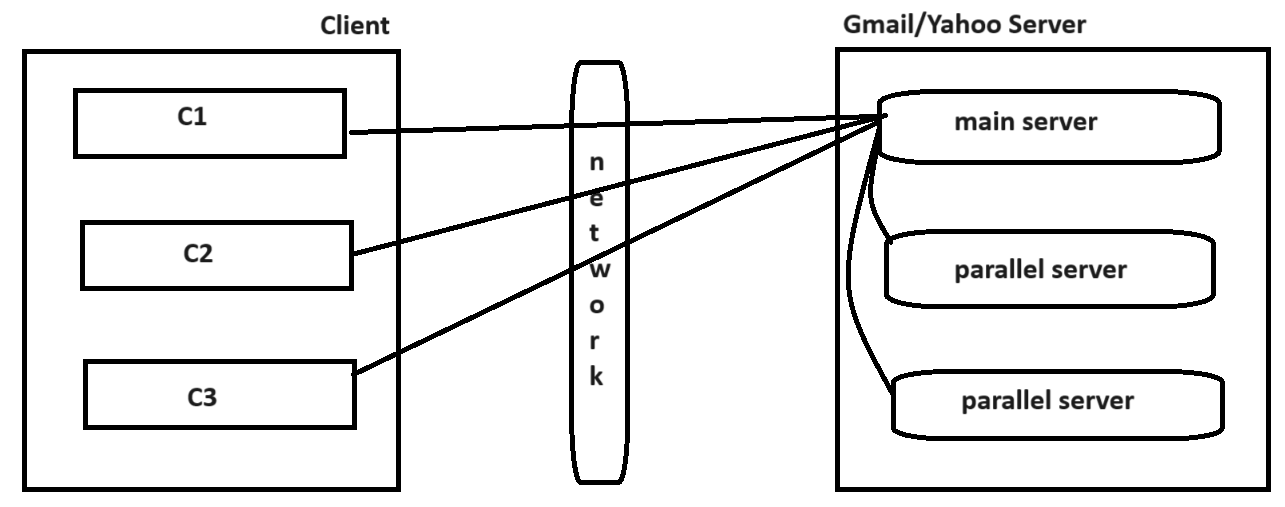 Client
Gmail/Yahoo Server
C1
C2
C3
n
e
t
w
o
r
k
main server
parallel server
parallel server